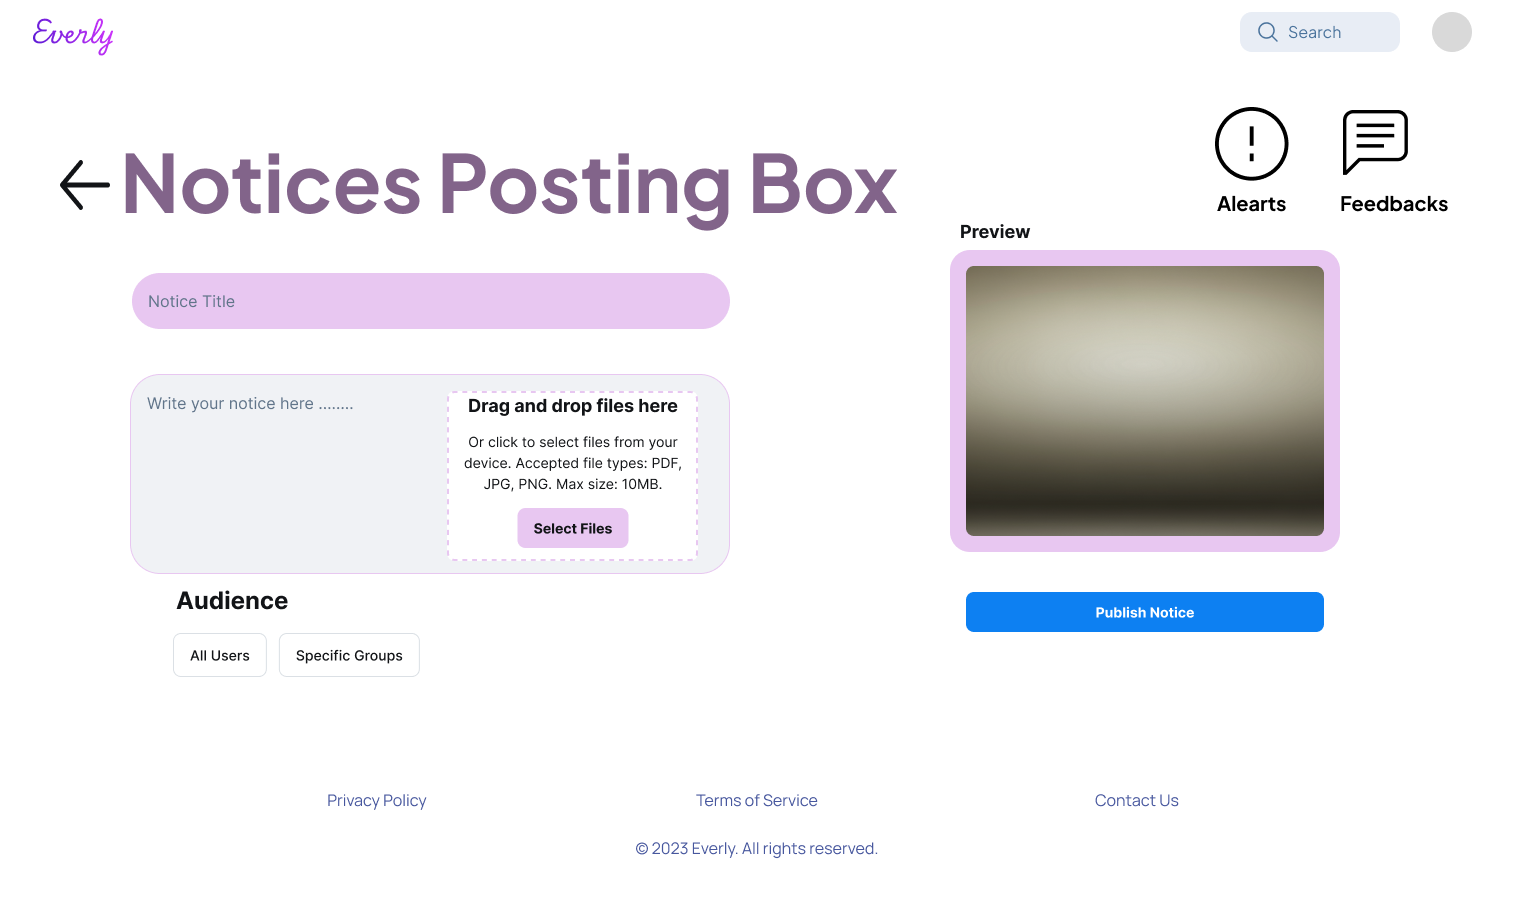 Everly
Search
Notices Posting Box
Alearts
Feedbacks
Preview
Notice Title
Write your notice here ........
Drag and drop files here
Or click to select files from your
device. Accepted file types: PDF,
JPG, PNG. Max size: 10MB.
Select Files
Audience
All Users
Specific Groups
Publish Notice
Privacy Policy
Terms of Service
Contact Us
© 2023 Everly. All rights reserved.